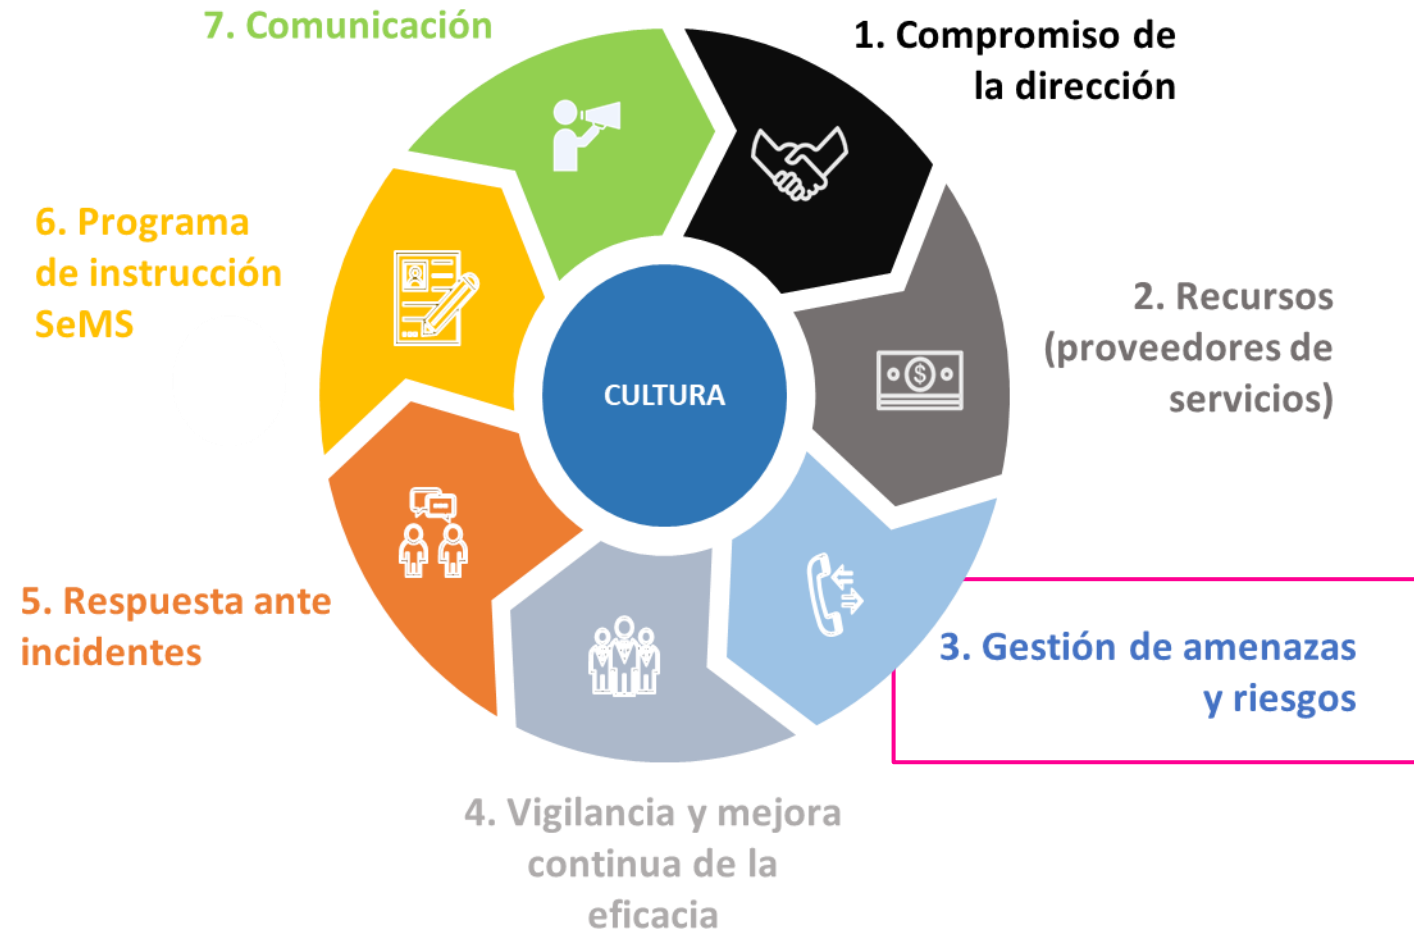 7. Comunicación
1. Compromiso de
la dirección
6. Programa
de instrucción
SeMS
2. Recursos
(proveedores de
servicios)
$
CULTURA
5. Respuesta ante
incidentes
3. Gestión de amenazas
y riesgos
4. Vigilancia y mejora
continua de la
eficacia